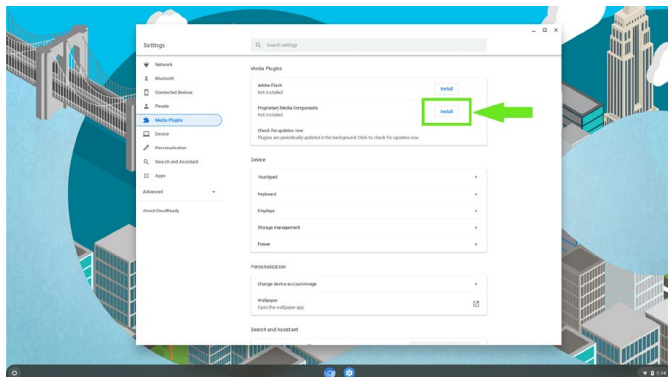 Settings
Search settings
Network
Bluetooth
Connected devices
People
Media Plugins
Device
Personalization
Search and Assistant
Apps
Advanced
About CloudReady
Media Plugins
Adobe Flash
Not Installed
Install
Proprietary Media Components
Not Installed
Install
Check for updates now
Plugins are periodically updated in the background. Click to check for updates now.
Device
Touchpad
Keyboard
Displays
Storage management
Power
Personalization
Change device account image
Wallpaper
Open the wallpaper app
Search and Assistant
1:14